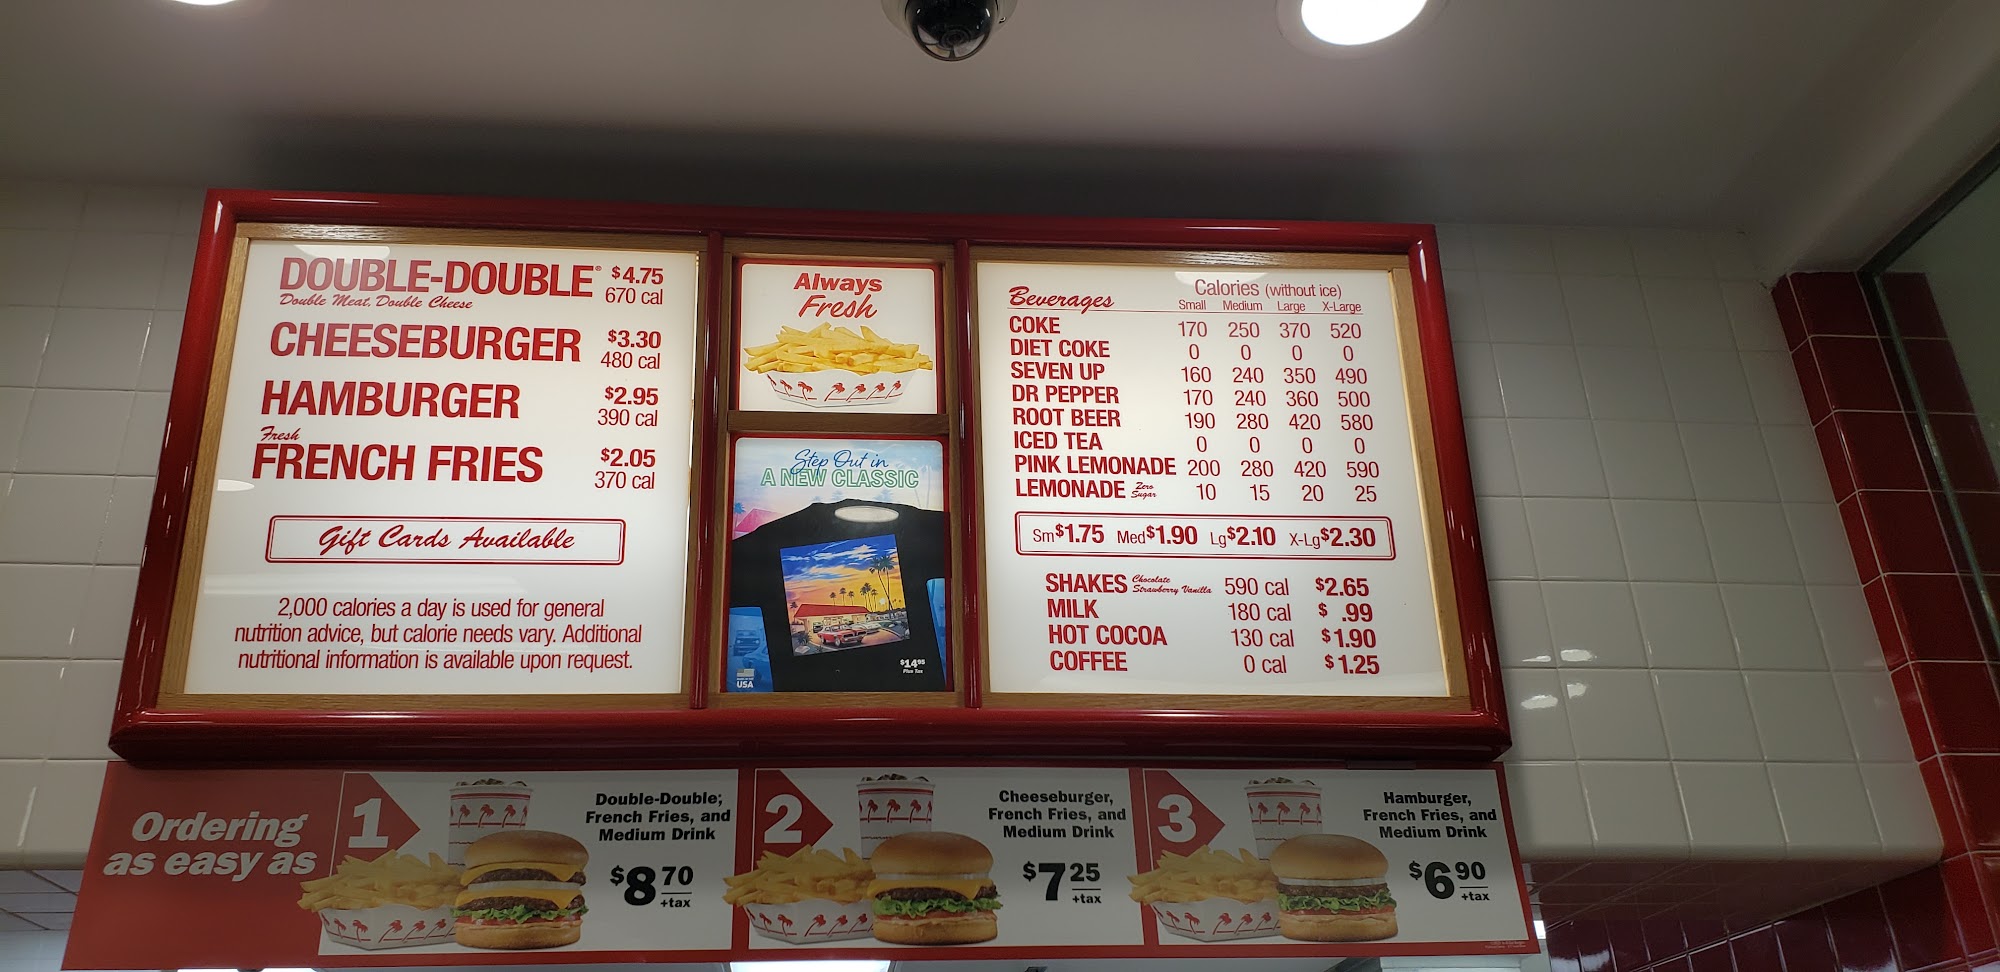 DOUBLE-DOUBLE® $4.75
Double Meat, Double Cheese 670 cal
CHEESEBURGER $3.30
480 cal
HAMBURGER $2.95
390 cal
Fresh
FRENCH FRIES $2.05
370 cal
Gift Cards Available
2,000 calories a day is used for general
nutrition advice, but calorie needs vary. Additional
nutritional information is available upon request.
Always
Fresh
Step Out in
A NEW CLASSIC
$14.95
Plus Tax
USA
Beverages Calories (without ice)
Small Medium Large X-Large
COKE 170 250 370 520
DIET COKE 0 0 0 0
SEVEN UP 160 240 350 490
DR PEPPER 170 240 360 500
ROOT BEER 190 280 420 580
ICED TEA 0 0 0 0
PINK LEMONADE 200 280 420 590
LEMONADE Zero Sugar 10 15 20 25
Sm $1.75 Med $1.90 Lg $2.10 X-Lg $2.30
SHAKES Chocolate Strawberry Vanilla 590 cal $2.65
MILK 180 cal $ .99
HOT COCOA 130 cal $1.90
COFFEE 0 cal $1.25
Ordering
as easy as
1
Double-Double;
French Fries, and
Medium Drink
$8 70
+tax
2
Cheeseburger,
French Fries, and
Medium Drink
$7 25
+tax
3
Hamburger,
French Fries, and
Medium Drink
$6 90
+tax